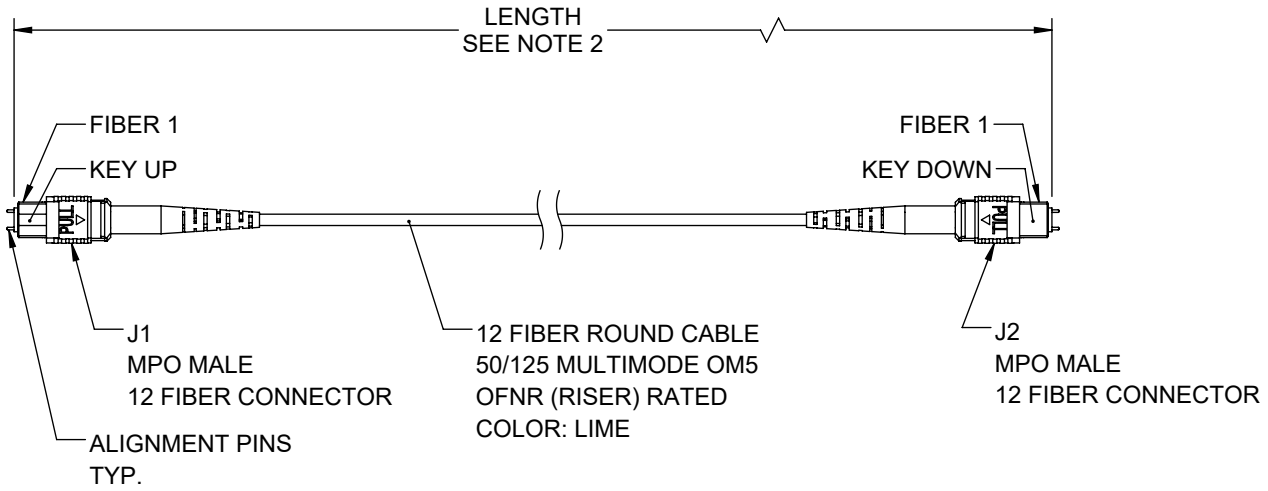 LENGTH
SEE NOTE 2
FIBER 1
KEY UP
FIBER 1
KEY DOWN
PULL
PULL
J1
MPO MALE
12 FIBER CONNECTOR
12 FIBER ROUND CABLE
50/125 MULTIMODE OM5
OFNR (RISER) RATED
COLOR: LIME
J2
MPO MALE
12 FIBER CONNECTOR
ALIGNMENT PINS
TYP.